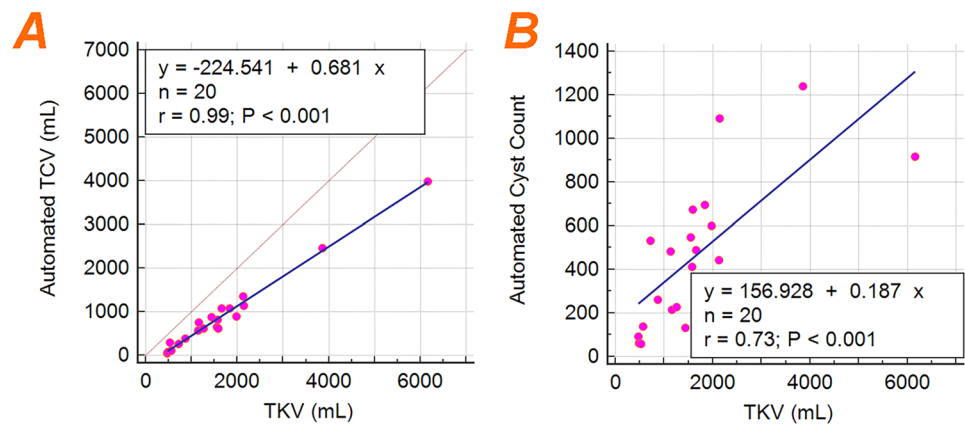 A
7000
6000
5000
4000
3000
2000
1000
0
Automated TCV (mL)
y = -224.541 + 0.681 x
n = 20
r = 0.99; P < 0.001
0
2000
4000
6000
TKV (mL)
B
1400
1200
1000
800
600
400
200
0
Automated Cyst Count
y = 156.928 + 0.187 x
n = 20
r = 0.73; P < 0.001
0
2000
4000
6000
TKV (mL)